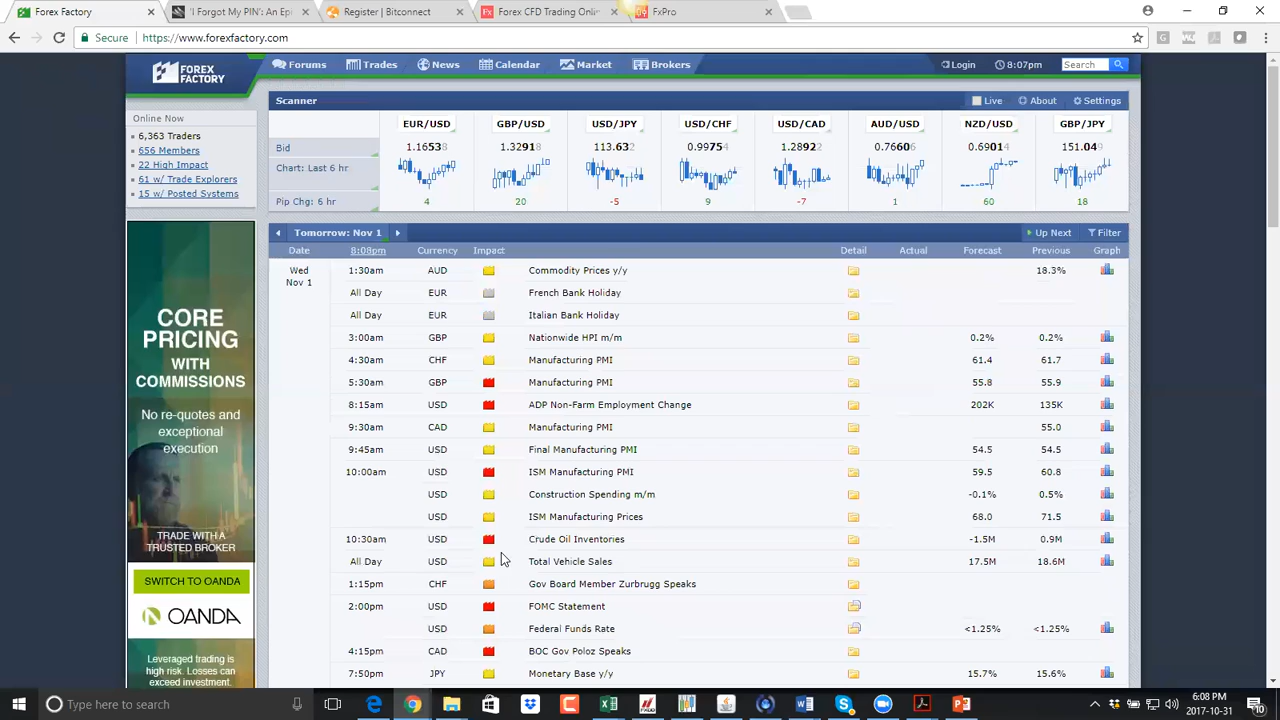 Forex Factory
'I Forgot My PIN': An Ep
Register | Bitconnect
Forex CFD Trading Onli
FxPro
Secure
https://www.forexfactory.com
FOREX
FACTORY
Forums
Trades
News
Calendar
Market
Brokers
Login
8:07pm
Search
Online Now
6,363 Traders
656 Members
22 High Impact
61 w/ Trade Explorers
15 w/ Posted Systems
Scanner
Live
About
Settings
EUR/USD GBP/USD USD/JPY USD/CHF USD/CAD AUD/USD NZD/USD GBP/JPY
Bid 1.16538 1.32918 113.632 0.99754 1.28922 0.76606 0.69014 151.049
Chart: Last 6 hr
Pip Chg: 6 hr 4 20 -5 9 -7 1 60 18
Tomorrow: Nov 1
Up Next
Filter
Date 8:08pm Currency Impact Detail Actual Forecast Previous Graph
Wed 1:30am AUD Commodity Prices y/y 18.3%
Nov 1
All Day EUR French Bank Holiday
All Day EUR Italian Bank Holiday
3:00am GBP Nationwide HPI m/m 0.2% 0.2%
4:30am CHF Manufacturing PMI 61.4 61.7
5:30am GBP Manufacturing PMI 55.8 55.9
8:15am USD ADP Non-Farm Employment Change 202K 135K
9:30am CAD Manufacturing PMI 55.0
9:45am USD Final Manufacturing PMI 54.5 54.5
10:00am USD ISM Manufacturing PMI 59.5 60.8
USD Construction Spending m/m -0.1% 0.5%
USD ISM Manufacturing Prices 68.0 71.5
10:30am USD Crude Oil Inventories -1.5M 0.9M
All Day USD Total Vehicle Sales 17.5M 18.6M
1:15pm CHF Gov Board Member Zurbrugg Speaks
2:00pm USD FOMC Statement
USD Federal Funds Rate <1.25% <1.25%
4:15pm CAD BOC Gov Poloz Speaks
7:50pm JPY Monetary Base y/y 15.7% 15.6%
CORE
PRICING
WITH
COMMISSIONS
No re-quotes and
exceptional
execution
TRADE WITH A
TRUSTED BROKER
SWITCH TO OANDA
OANDA
Leveraged trading is
high risk. Losses can
exceed investment.
Type here to search
6:08 PM
2017-10-31